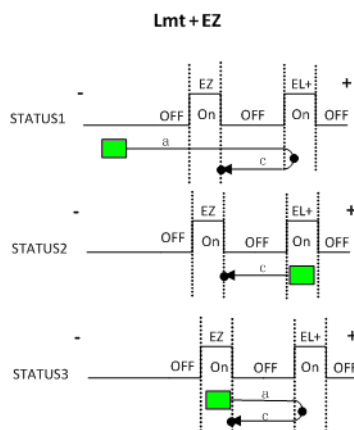 Lmt + EZ
- EZ EL+ +
STATUS1 OFF On OFF On OFF
a
c
- EZ EL+ +
STATUS2 OFF On OFF On OFF
c
- EZ EL+ +
STATUS3 OFF On OFF On OFF
a
c